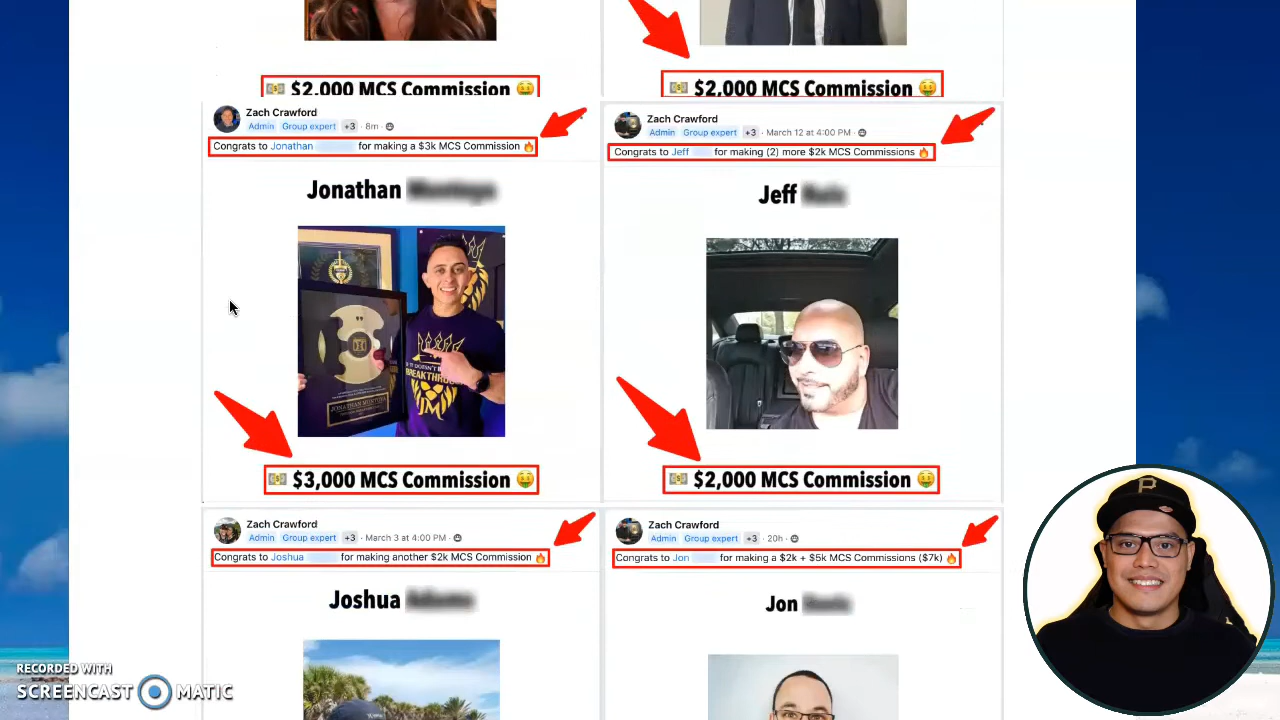 $2,000 MCS Commission
$2,000 MCS Commission
Zach Crawford
Admin Group expert +3 · 8m ·
Congrats to Jonathan for making a $3k MCS Commission 🔥
Jonathan
JONATHAN MONTOYA
BREAKTHROUGH
JM
💵 $3,000 MCS Commission 🤑
Zach Crawford
Admin Group expert +3 · March 12 at 4:00 PM ·
Congrats to Jeff for making (2) more $2k MCS Commissions 🔥
Jeff
💵 $2,000 MCS Commission 🤑
Zach Crawford
Admin Group expert +3 · March 3 at 4:00 PM ·
Congrats to Joshua for making another $2k MCS Commission 🔥
Joshua
Zach Crawford
Admin Group expert +3 · 20h ·
Congrats to Jon for making a $2k + $5k MCS Commissions ($7k) 🔥
Jon
P
RECORDED WITH
SCREENCAST MATIC